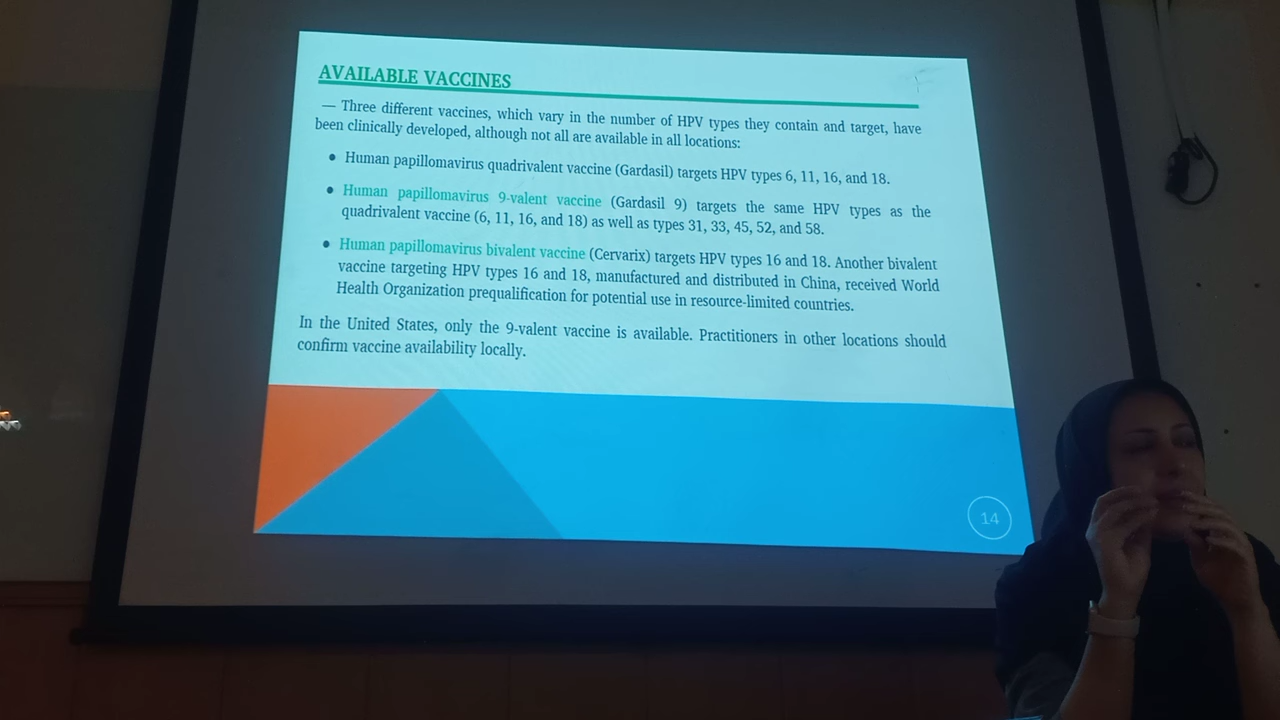 AVAILABLE VACCINES
— Three different vaccines, which vary in the number of HPV types they contain and target, have
been clinically developed, although not all are available in all locations:
• Human papillomavirus quadrivalent vaccine (Gardasil) targets HPV types 6, 11, 16, and 18.
• Human papillomavirus 9-valent vaccine (Gardasil 9) targets the same HPV types as the
quadrivalent vaccine (6, 11, 16, and 18) as well as types 31, 33, 45, 52, and 58.
• Human papillomavirus bivalent vaccine (Cervarix) targets HPV types 16 and 18. Another bivalent
vaccine targeting HPV types 16 and 18, manufactured and distributed in China, received World
Health Organization prequalification for potential use in resource-limited countries.
In the United States, only the 9-valent vaccine is available. Practitioners in other locations should
confirm vaccine availability locally.
14